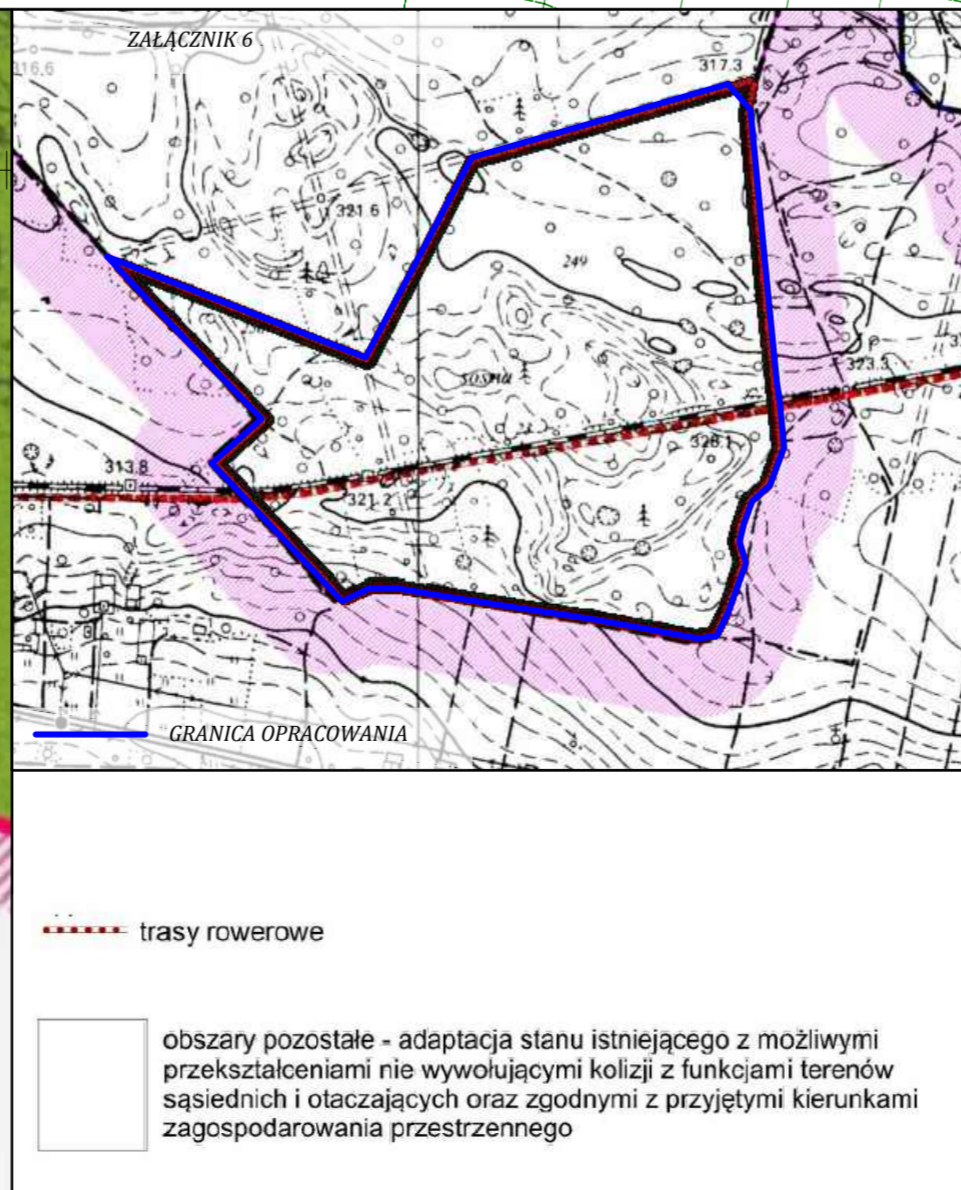 ZAŁĄCZNIK 6
316.6
317.3
321.6
249
sosna
323.3
328.1
313.8
321.2
GRANICA OPRACOWANIA
trasy rowerowe
obszary pozostałe - adaptacja stanu istniejącego z możliwymi
przekształceniami nie wywołującymi kolizji z funkcjami terenów
sąsiednich i otaczających oraz zgodnymi z przyjętymi kierunkami
zagospodarowania przestrzennego